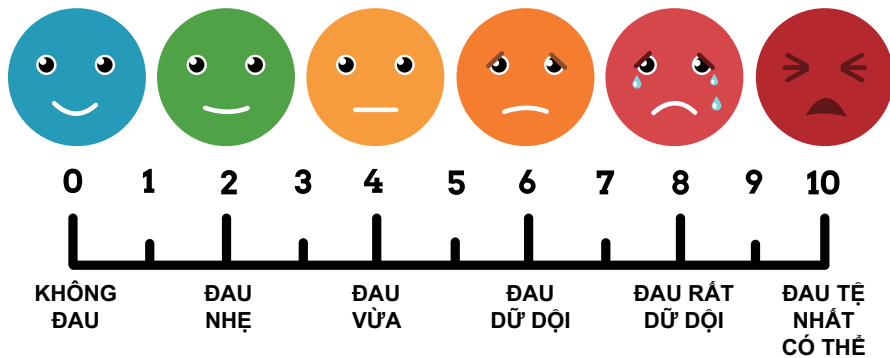 0 1 2 3 4 5 6 7 8 9 10
KHÔNG
ĐAU
ĐAU
NHẸ
ĐAU
VỪA
ĐAU
DỮ DỘI
ĐAU RẤT
DỮ DỘI
ĐAU TỆ
NHẤT
CÓ THỂ